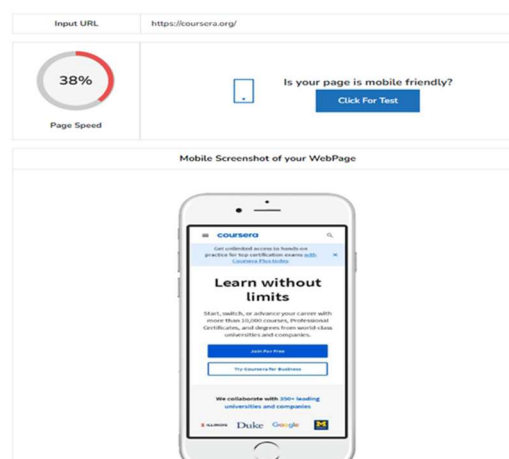 Input URL https://coursera.org/
38%
Page Speed
Is your page is mobile friendly?
Click For Test
Mobile Screenshot of your WebPage
coursera
Get unlimited access to hands-on
practice for top certification exams with
Coursera Plus today.
Learn without
limits
Start, switch, or advance your career with
more than 10,000 courses, Professional
Certificates, and degrees from world-class
universities and companies.
Join For Free
Try Coursera for Business
We collaborate with 350+ leading
universities and companies
ILLINOIS Duke Google M